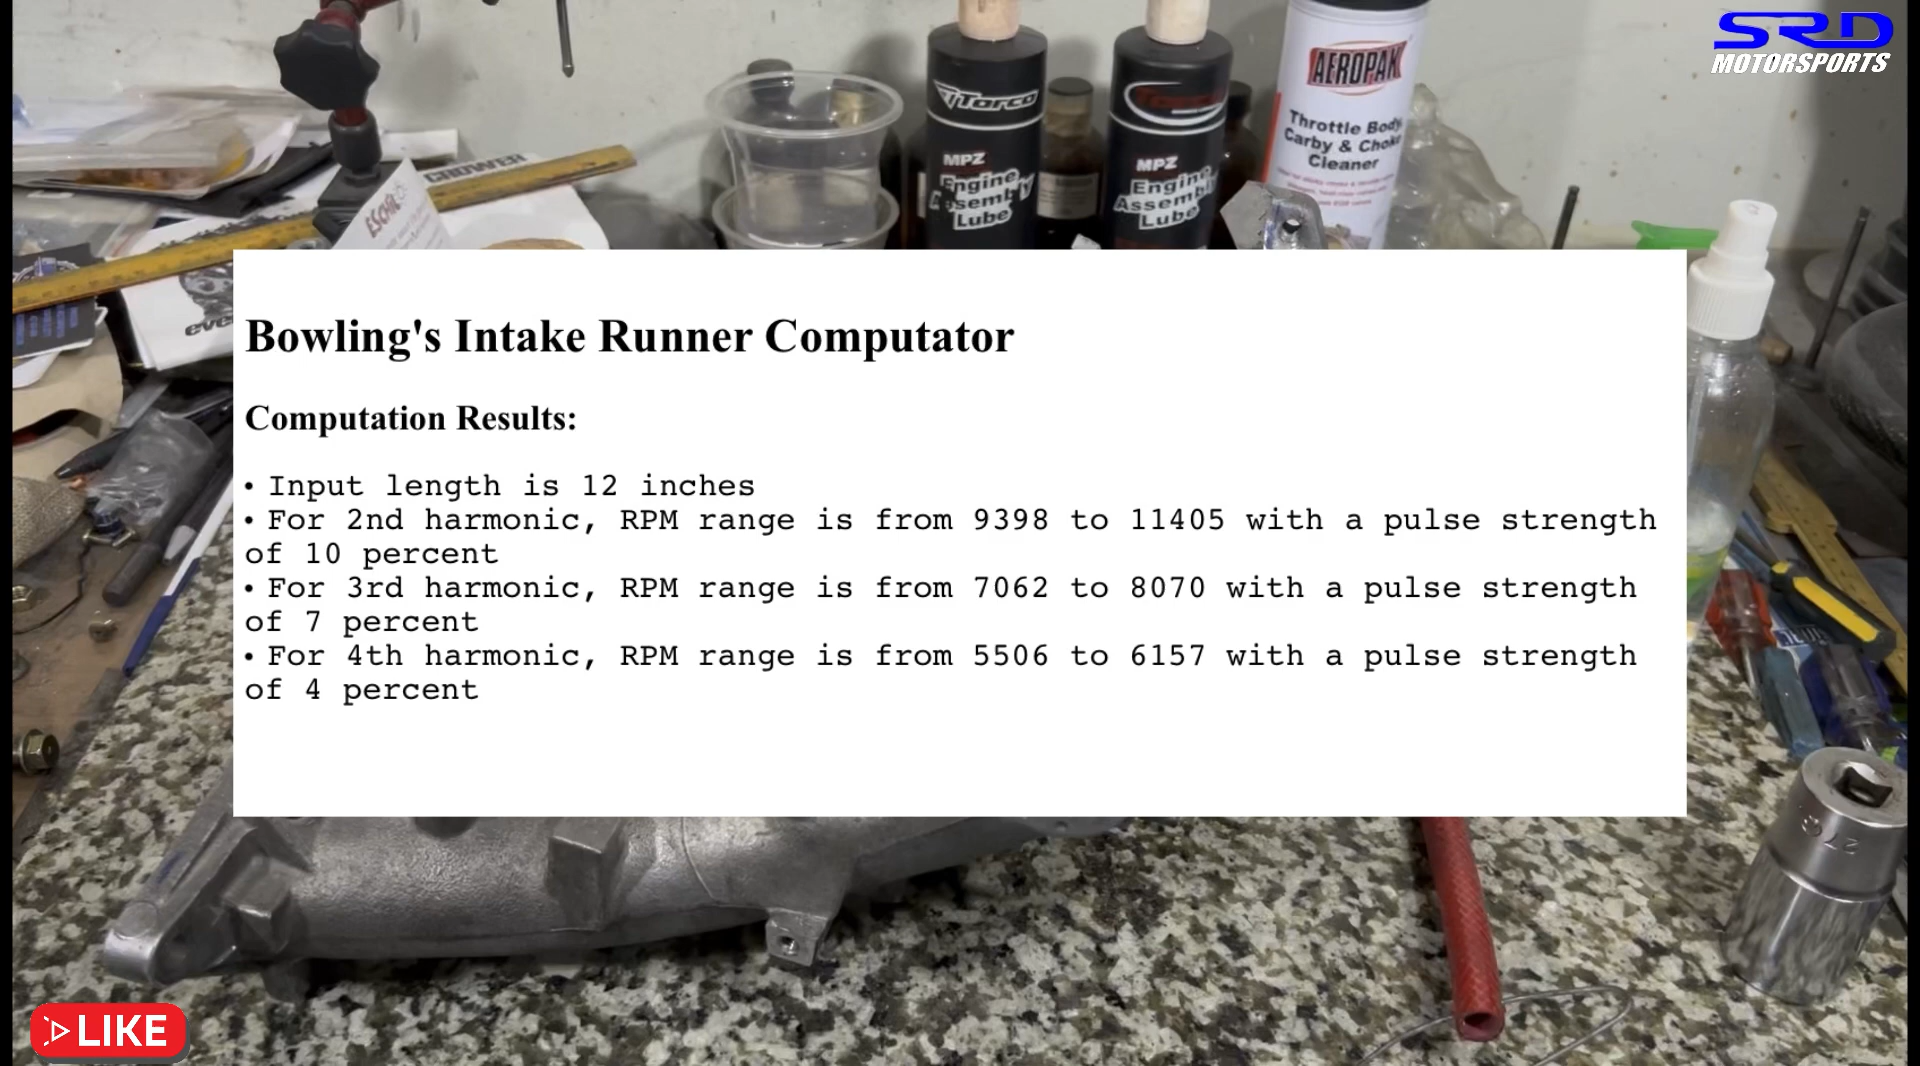 SRD
MOTORSPORTS
AEROPAK
Throttle Body
Carby & Choke
Cleaner
Torco
MPZ
Engine
Assembly
Lube
Torco
MPZ
Engine
Assembly
Lube
CROWER
Bowling's Intake Runner Computator
Computation Results:
• Input length is 12 inches
• For 2nd harmonic, RPM range is from 9398 to 11405 with a pulse strength
of 10 percent
• For 3rd harmonic, RPM range is from 7062 to 8070 with a pulse strength
of 7 percent
• For 4th harmonic, RPM range is from 5506 to 6157 with a pulse strength
of 4 percent
LIKE